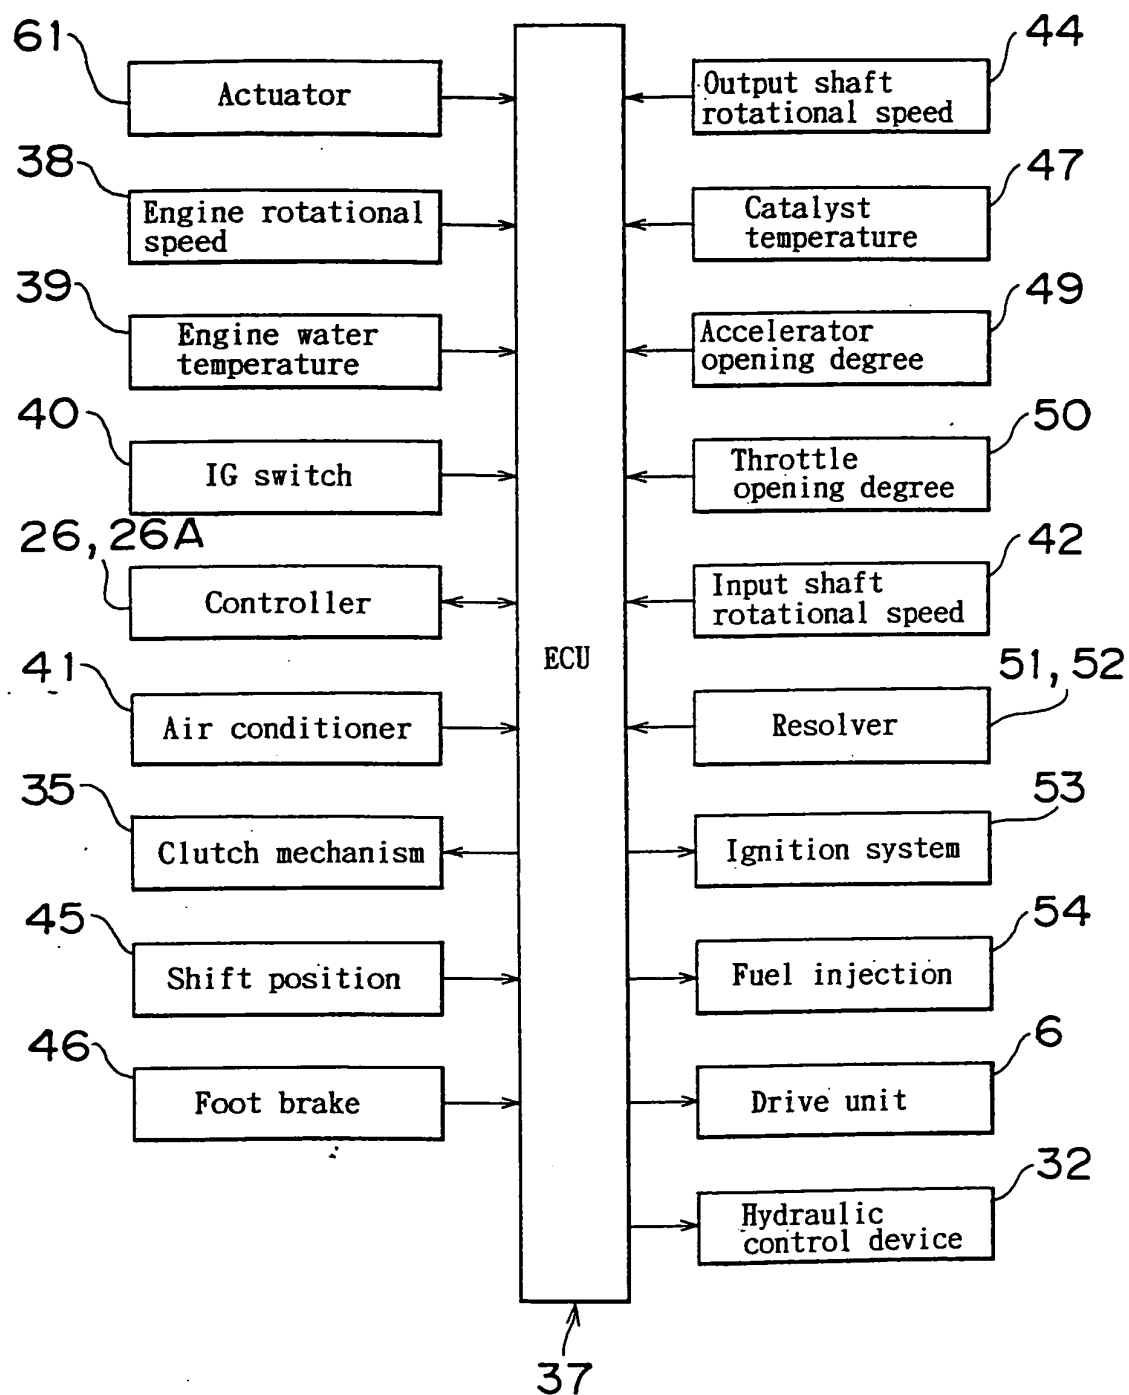 61
Actuator
38
Engine rotational
speed
39
Engine water
temperature
40
IG switch
26, 26A
Controller
41
Air conditioner
35
Clutch mechanism
45
Shift position
46
Foot brake
ECU
37
44
Output shaft
rotational speed
47
Catalyst
temperature
49
Accelerator
opening degree
50
Throttle
opening degree
42
Input shaft
rotational speed
51, 52
Resolver
53
Ignition system
54
Fuel injection
6
Drive unit
32
Hydraulic
control device